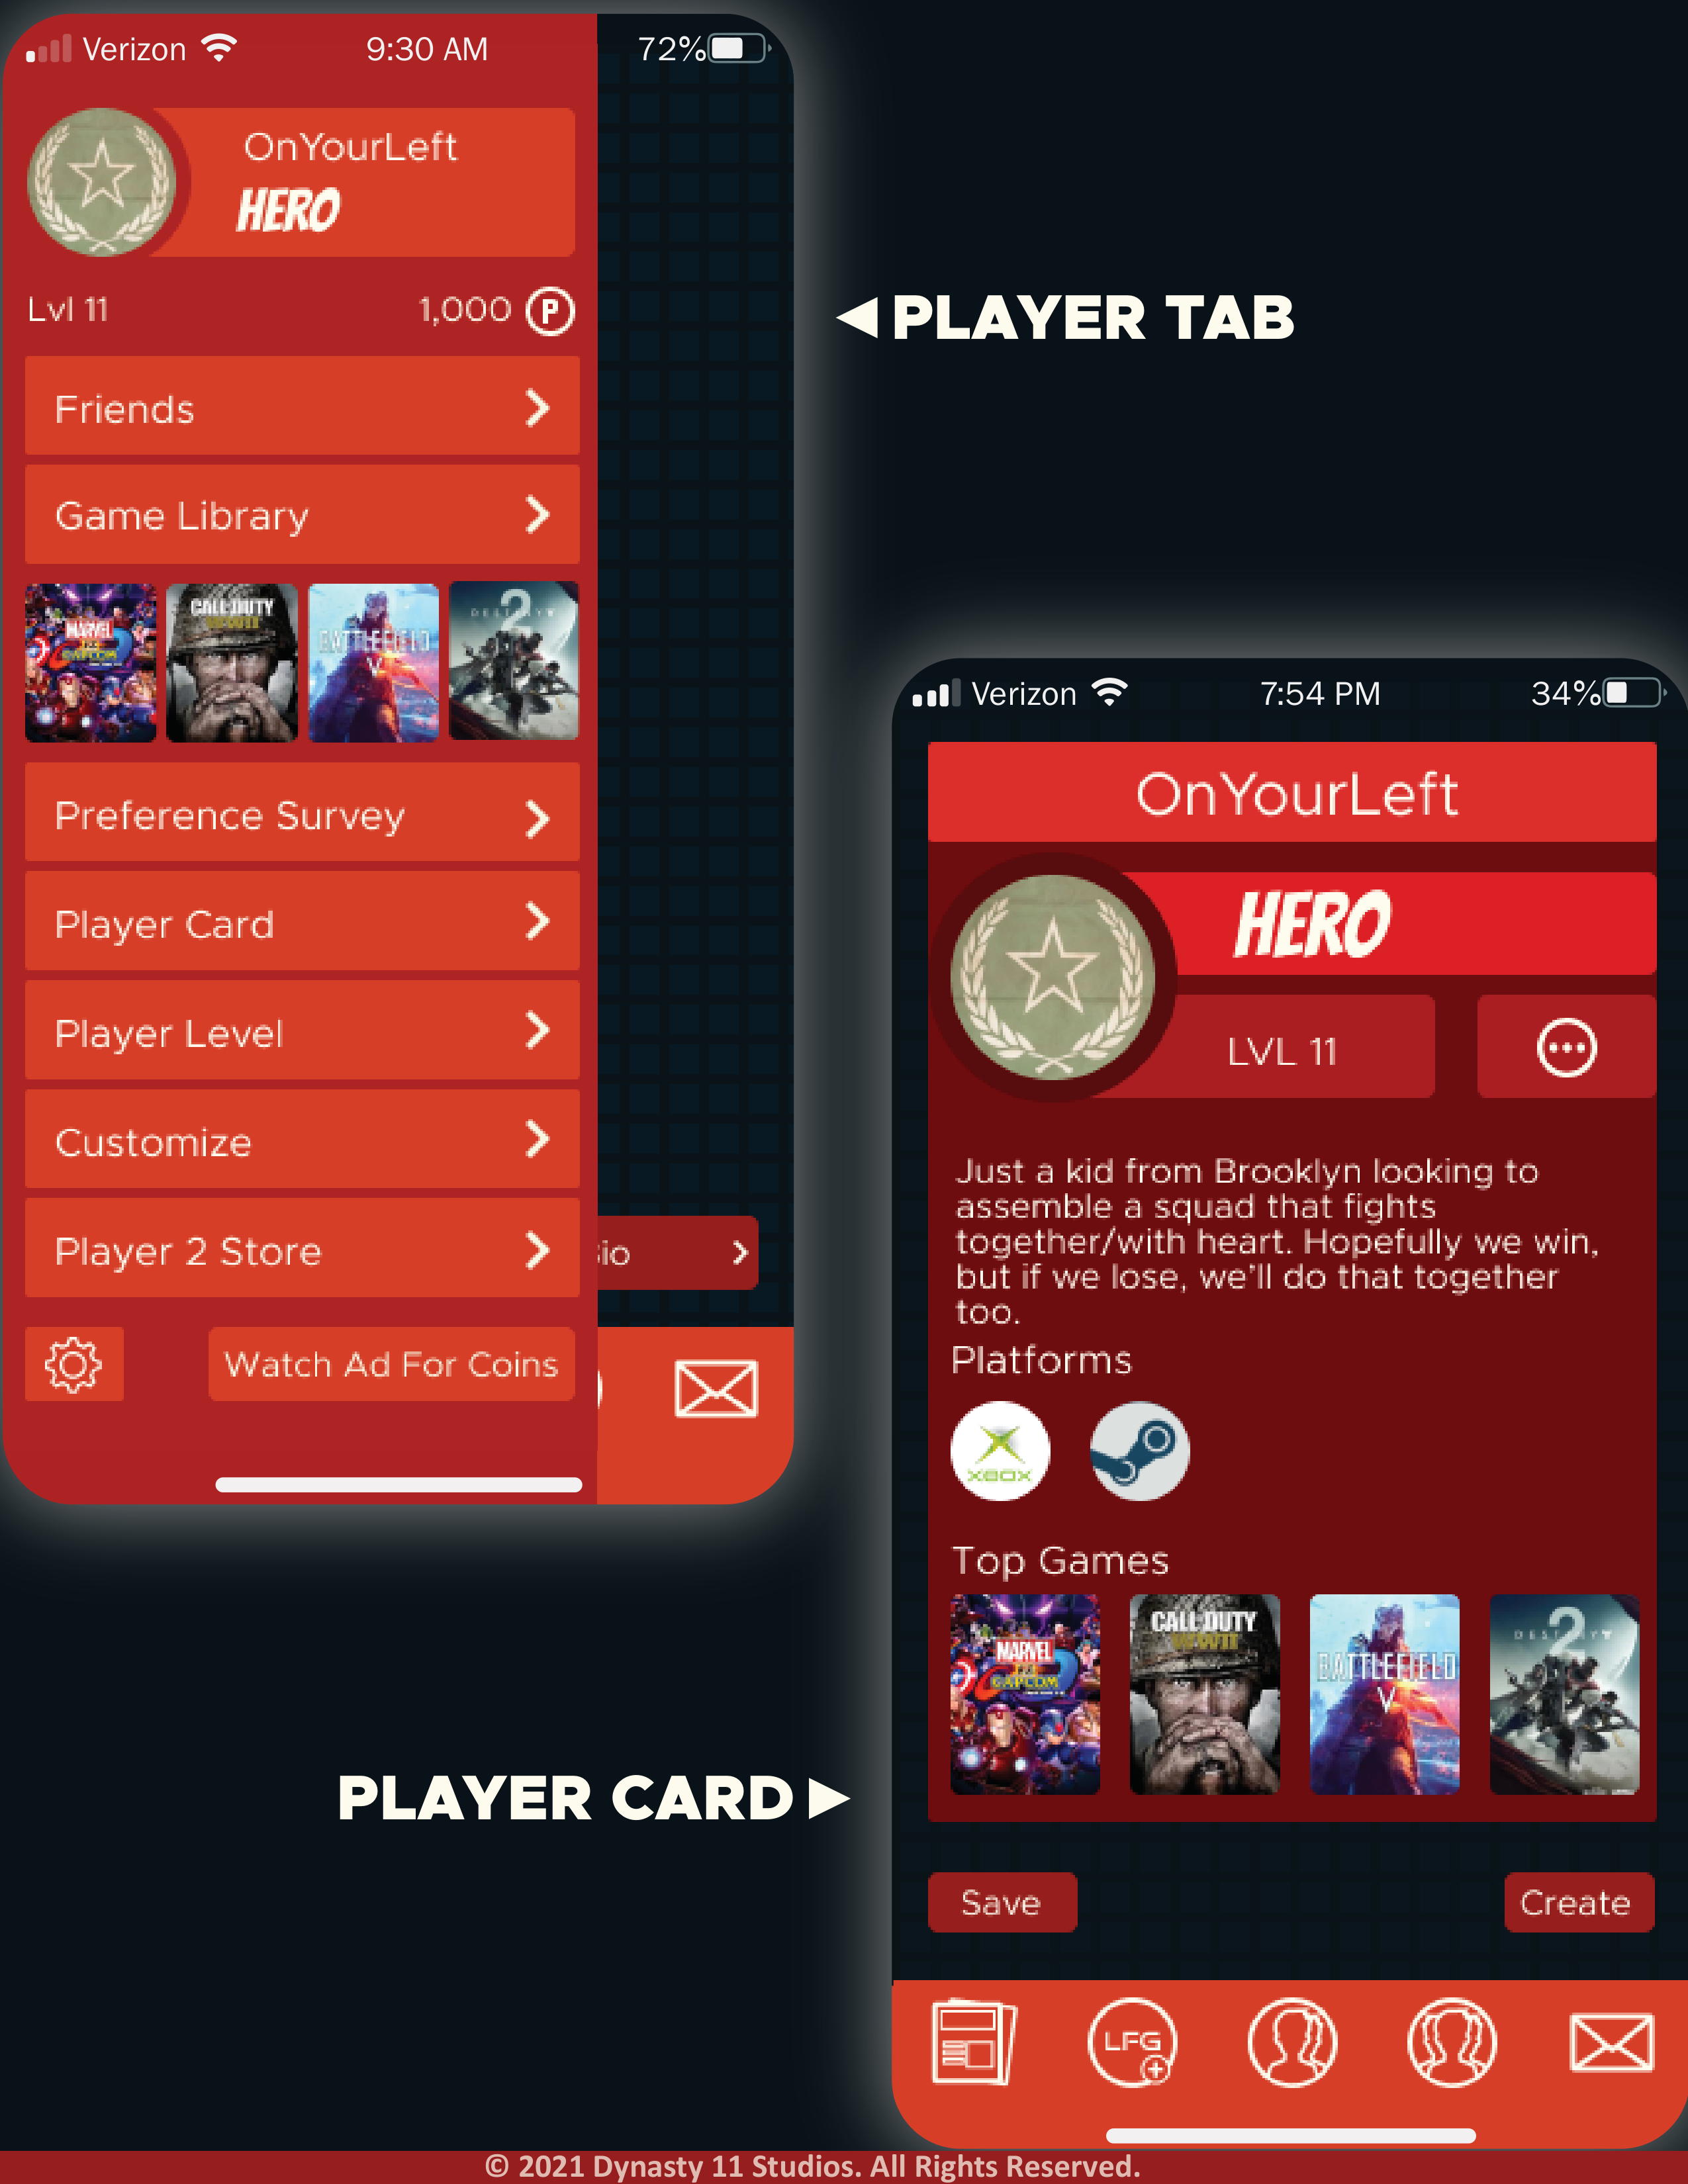 Verizon 9:30 AM 72%
OnYourLeft
HERO
Lvl 11 1,000 P
PLAYER TAB
Friends
Game Library
MARVEL
CAPCOM
CALL DUTY
WWII
BATTLEFIELD
V
DESTINY
2
Preference Survey
Player Card
Player Level
Customize
Player 2 Store
io
Watch Ad For Coins
Verizon 7:54 PM 34%
OnYourLeft
HERO
LVL 11
Just a kid from Brooklyn looking to
assemble a squad that fights
together/with heart. Hopefully we win,
but if we lose, we'll do that together
too.
Platforms
XBOX
Top Games
MARVEL
CAPCOM
CALL DUTY
WWII
BATTLEFIELD
V
DESTINY
2
PLAYER CARD
Save
Create
LFG
© 2021 Dynasty 11 Studios. All Rights Reserved.